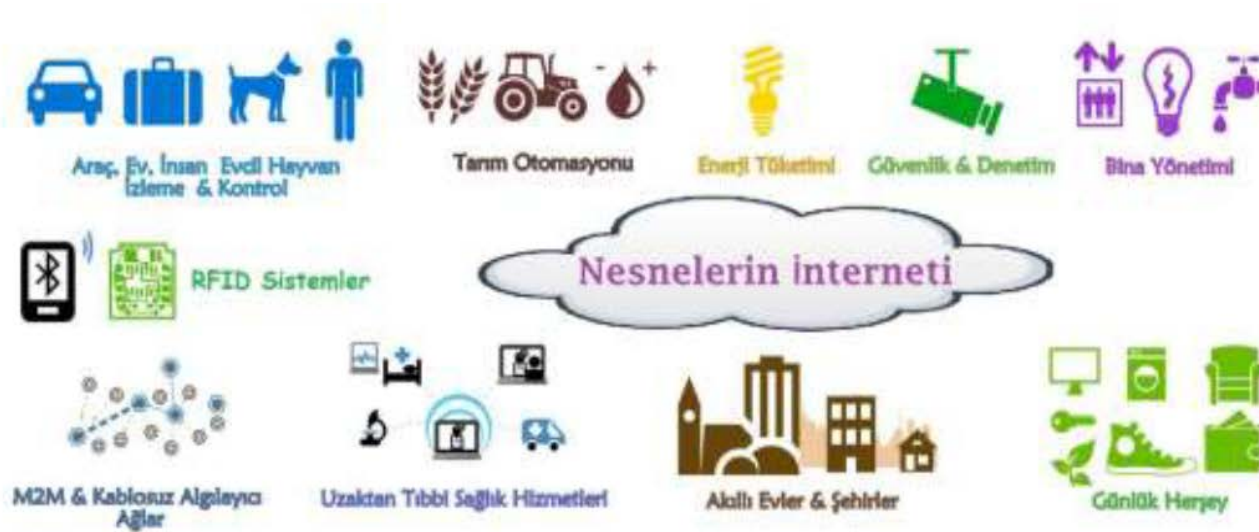 Araç, Ev, İnsan Evcil Hayvan
İzleme & Kontrol
Tarım Otomasyonu
Enerji Tüketimi
Güvenlik & Denetim
Bina Yönetimi
RFID Sistemler
Nesnelerin interneti
M2M & Kablosuz Algılayıcı
Ağlar
Uzaktan Tıbbi Sağlık Hizmetleri
Akıllı Evler & Şehirler
Günlük Herşey